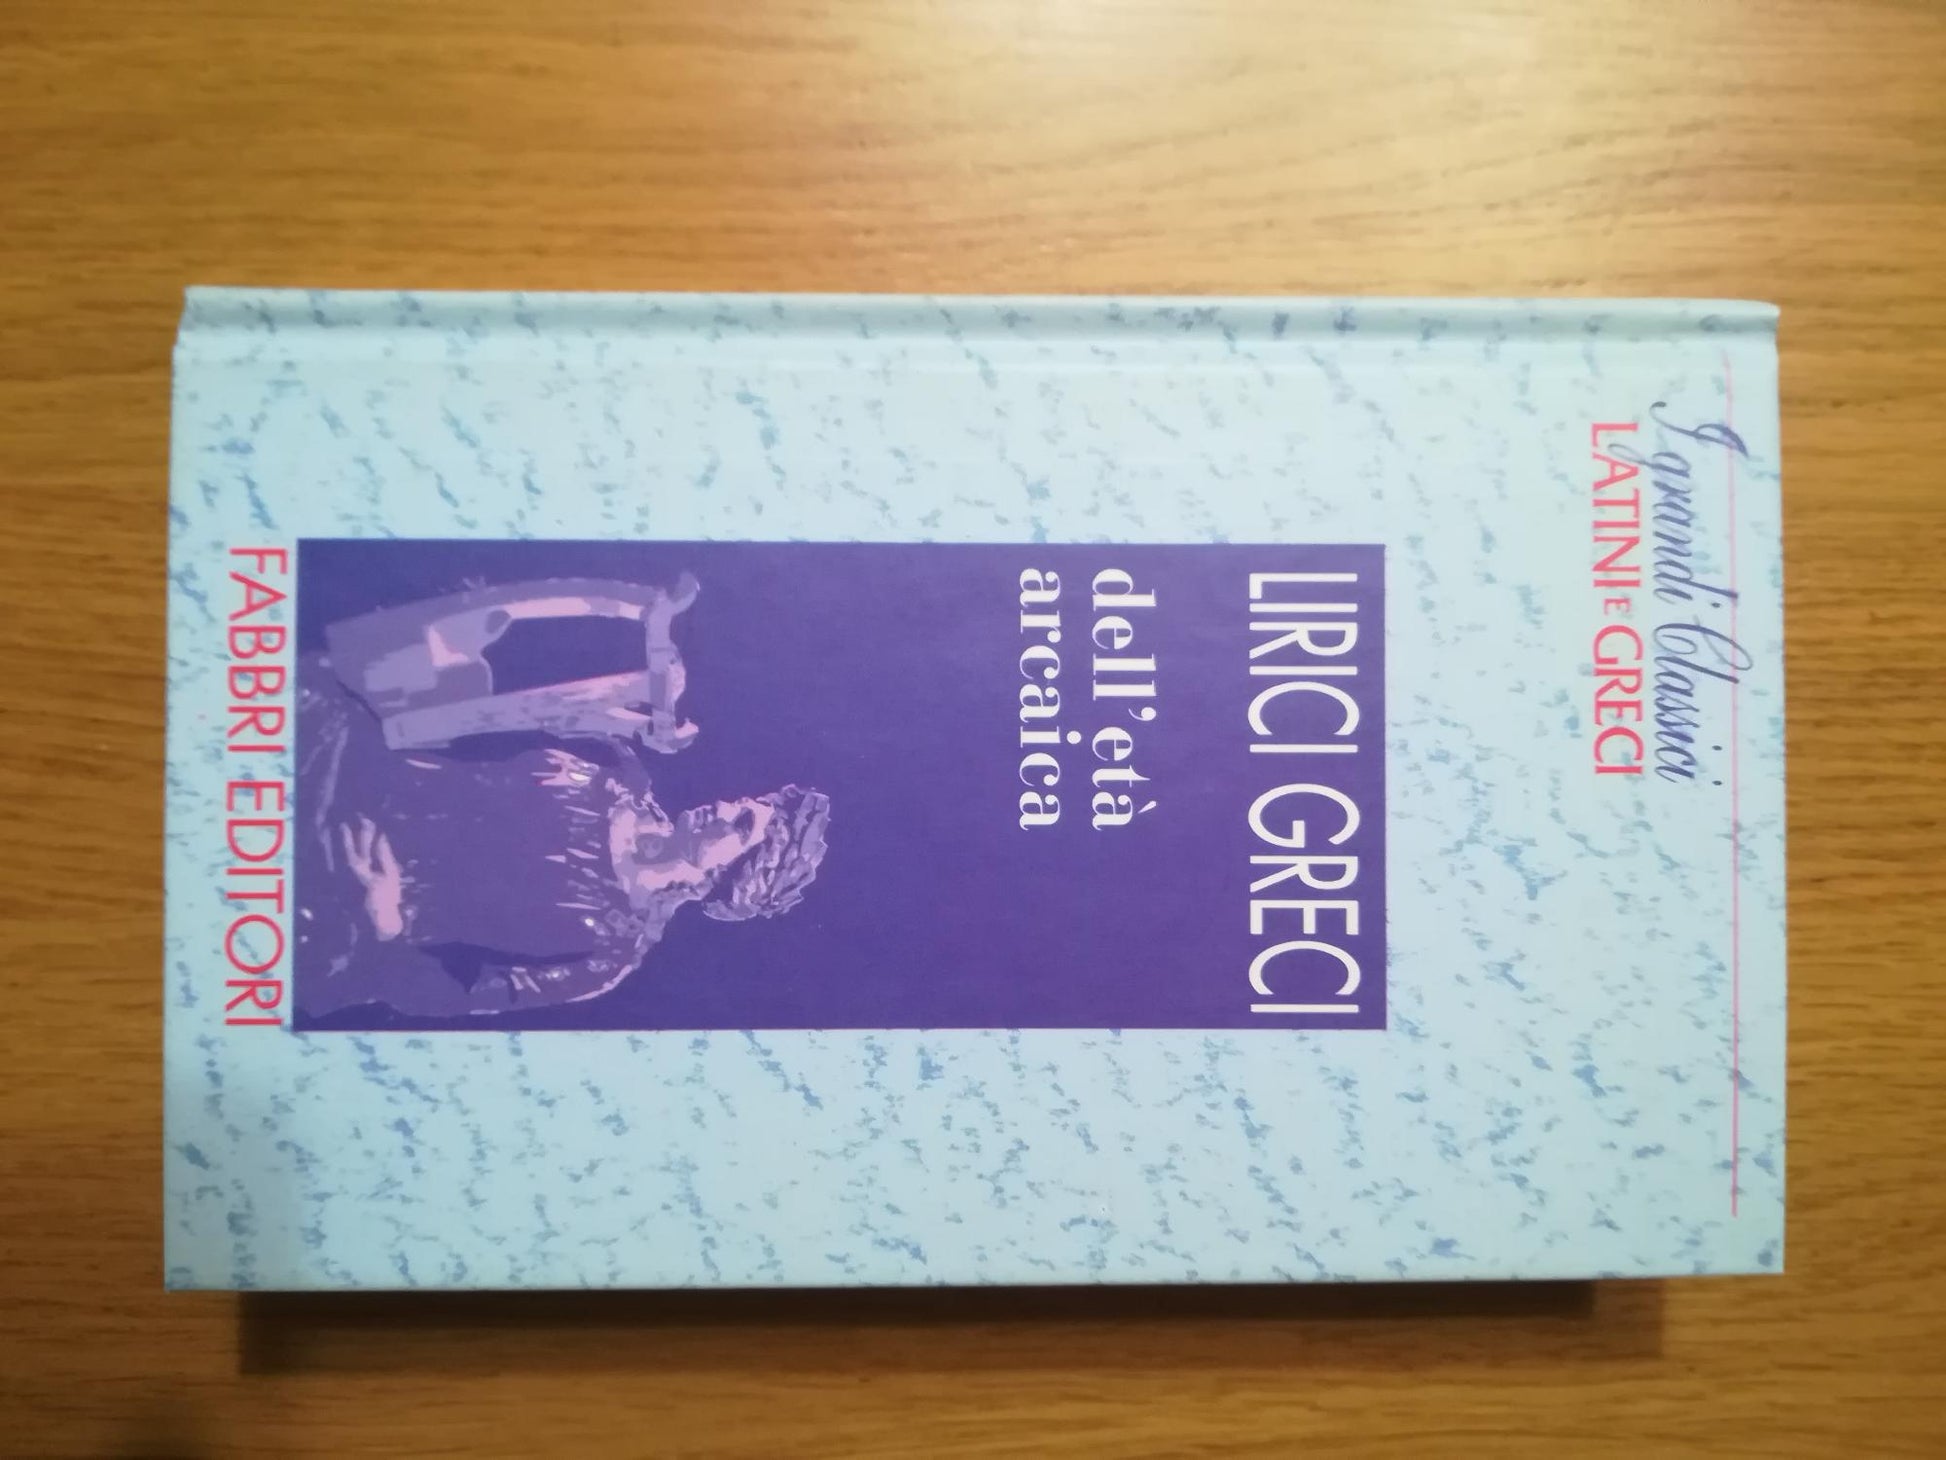 I grandi Classici
LATINI E GRECI
LIRICI GRECI
dell'età
arcaica
FABBRI EDITORI